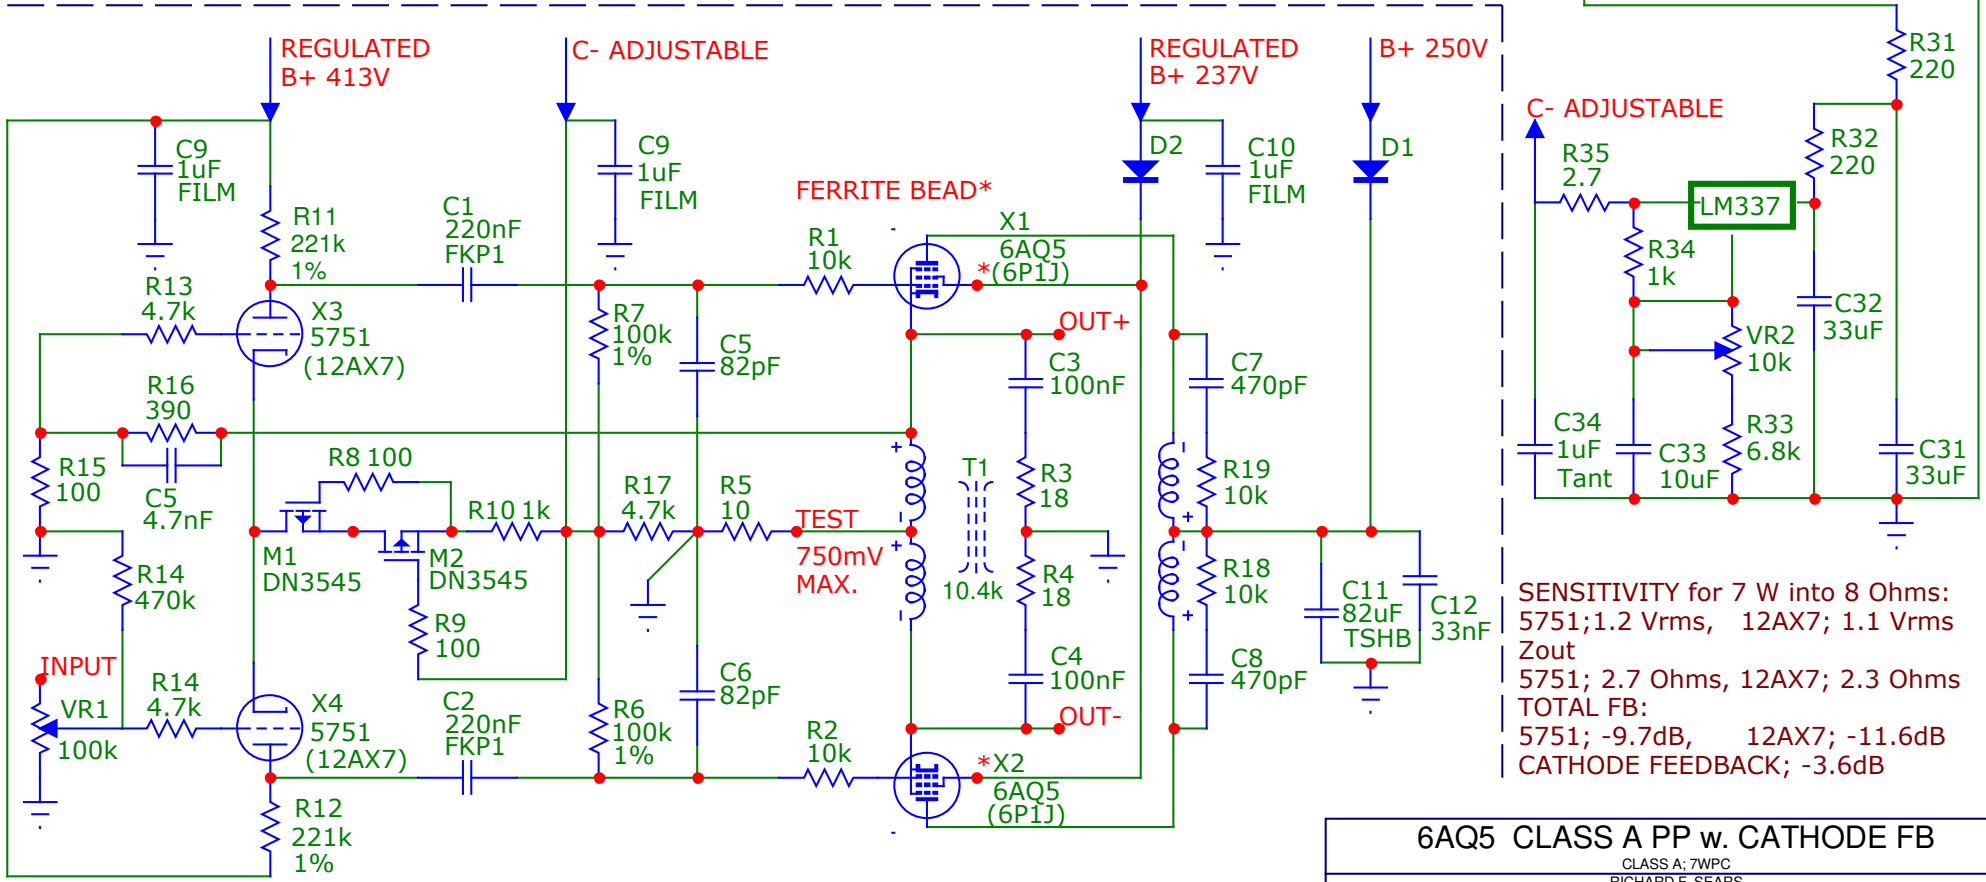 REGULATED
B+ 413V
C- ADJUSTABLE
REGULATED
B+ 237V
B+ 250V
R31
220
C- ADJUSTABLE
C9
1uF
FILM
C9
1uF
FILM
D2
C10
1uF
FILM
D1
R35
2.7
R32
220
LM337
FERRITE BEAD*
R11
221k
1%
C1
220nF
FKP1
R1
10k
-
X1
6AQ5
*(6P1J)
R34
1k
R13
4.7k
X3
5751
(12AX7)
R7
100k
1%
C5
82pF
OUT+
C3
100nF
C7
470pF
VR2
10k
C32
33uF
R16
390
R15
100
C5
4.7nF
R8 100
R10 1k
R17
4.7k
R5
10
TEST
750mV
MAX.
+
-
+
-
T1
10.4k
R3
18
R4
18
-
+
-
+
R19
10k
R18
10k
C34
1uF
Tant
C33
10uF
R33
6.8k
C31
33uF
M1
DN3545
M2
DN3545
R14
470k
R9
100
C11
82uF
TSHB
C12
33nF
INPUT
VR1
100k
R14
4.7k
X4
5751
(12AX7)
C2
220nF
FKP1
R6
100k
1%
C6
82pF
R2
10k
C4
100nF
OUT-
C8
470pF
*X2
6AQ5
(6P1J)
-
R12
221k
1%
SENSITIVITY for 7 W into 8 Ohms:
5751;1.2 Vrms, 12AX7; 1.1 Vrms
Zout
5751; 2.7 Ohms, 12AX7; 2.3 Ohms
TOTAL FB:
5751; -9.7dB, 12AX7; -11.6dB
CATHODE FEEDBACK; -3.6dB
6AQ5 CLASS A PP w. CATHODE FB
CLASS A; 7WPC
RICHARD E. SEARS